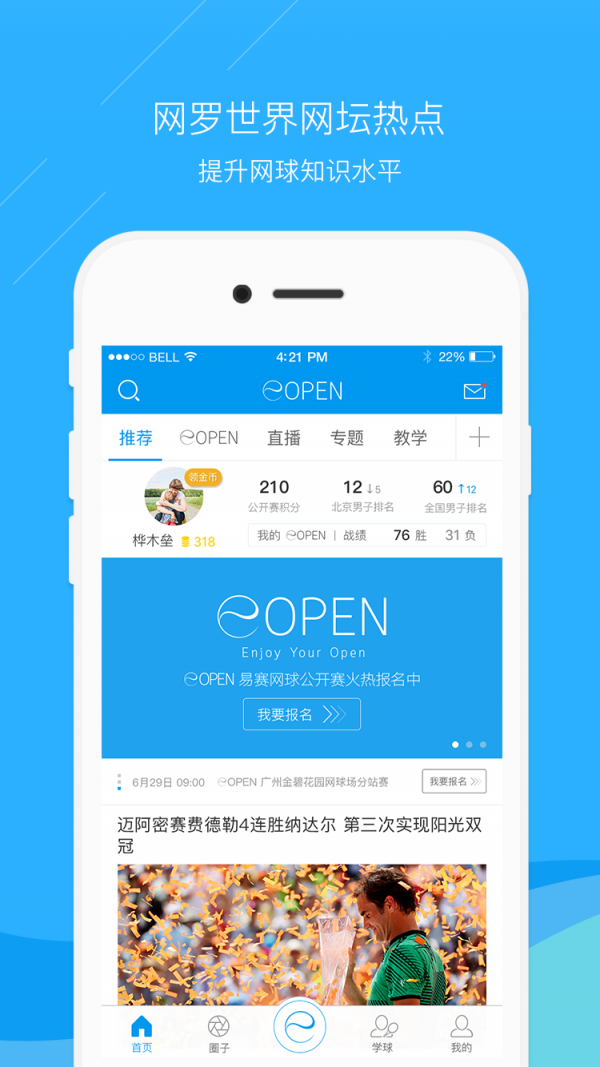 网罗世界网坛热点
提升网球知识水平
BELL 4:21 PM 22%
eOPEN
推荐 eOPEN 直播 专题 教学
领金币
210 12 ↓5 60 ↑12
公开赛积分 北京男子排名 全国男子排名
桦木垒 318 我的 eOPEN | 战绩 76 胜 31 负
eOPEN
Enjoy Your Open
eOPEN 易赛网球公开赛火热报名中
我要报名
6月29日 09:00 eOPEN 广州金碧花园网球场分站赛 我要报名
迈阿密赛费德勒4连胜纳达尔 第三次实现阳光双
冠
首页 圈子 e 学球 我的